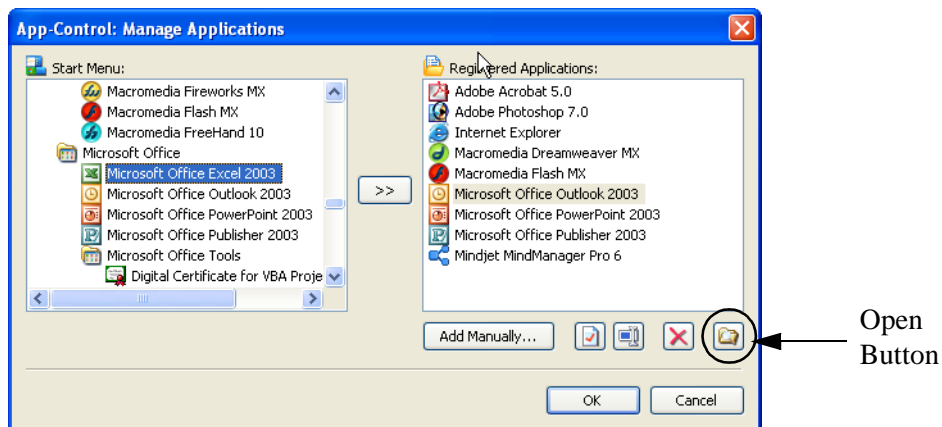 App-Control: Manage Applications
Start Menu:
Macromedia Fireworks MX
Macromedia Flash MX
Macromedia FreeHand 10
Microsoft Office
Microsoft Office Excel 2003
Microsoft Office Outlook 2003
Microsoft Office PowerPoint 2003
Microsoft Office Publisher 2003
Microsoft Office Tools
Digital Certificate for VBA Proje
>>
Registered Applications:
Adobe Acrobat 5.0
Adobe Photoshop 7.0
Internet Explorer
Macromedia Dreamweaver MX
Macromedia Flash MX
Microsoft Office Outlook 2003
Microsoft Office PowerPoint 2003
Microsoft Office Publisher 2003
Mindjet MindManager Pro 6
Add Manually...
OK
Cancel
Open
Button